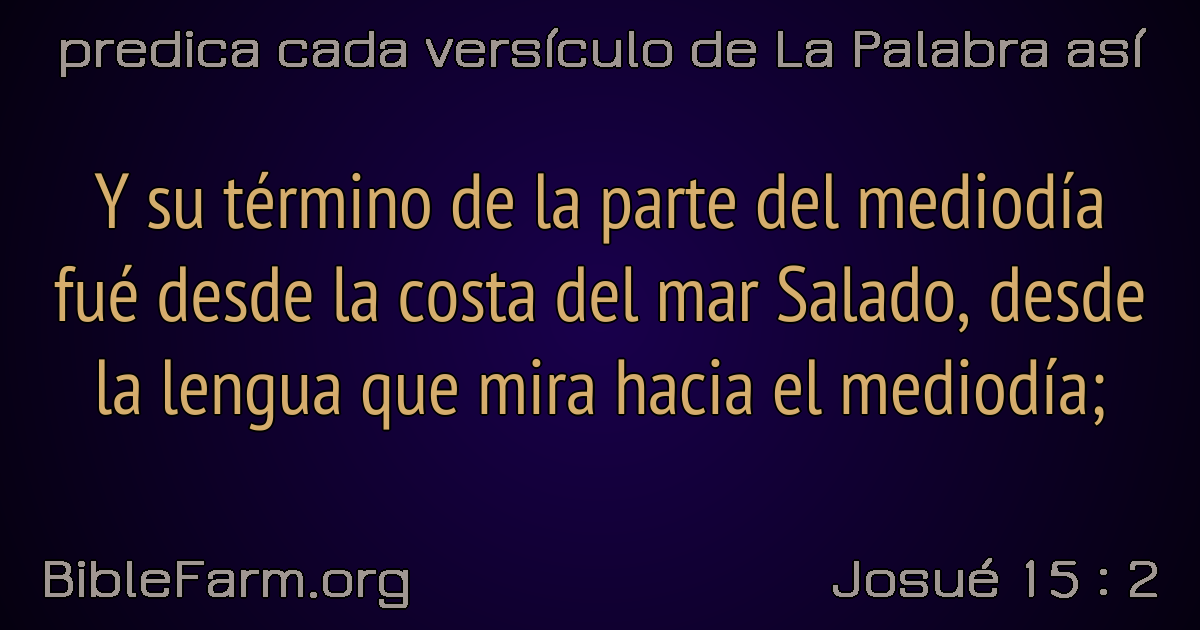 predica cada versículo de La Palabra así
Y su término de la parte del mediodía
fué desde la costa del mar Salado, desde
la lengua que mira hacia el mediodía;
BibleFarm.org
Josué 15 : 2